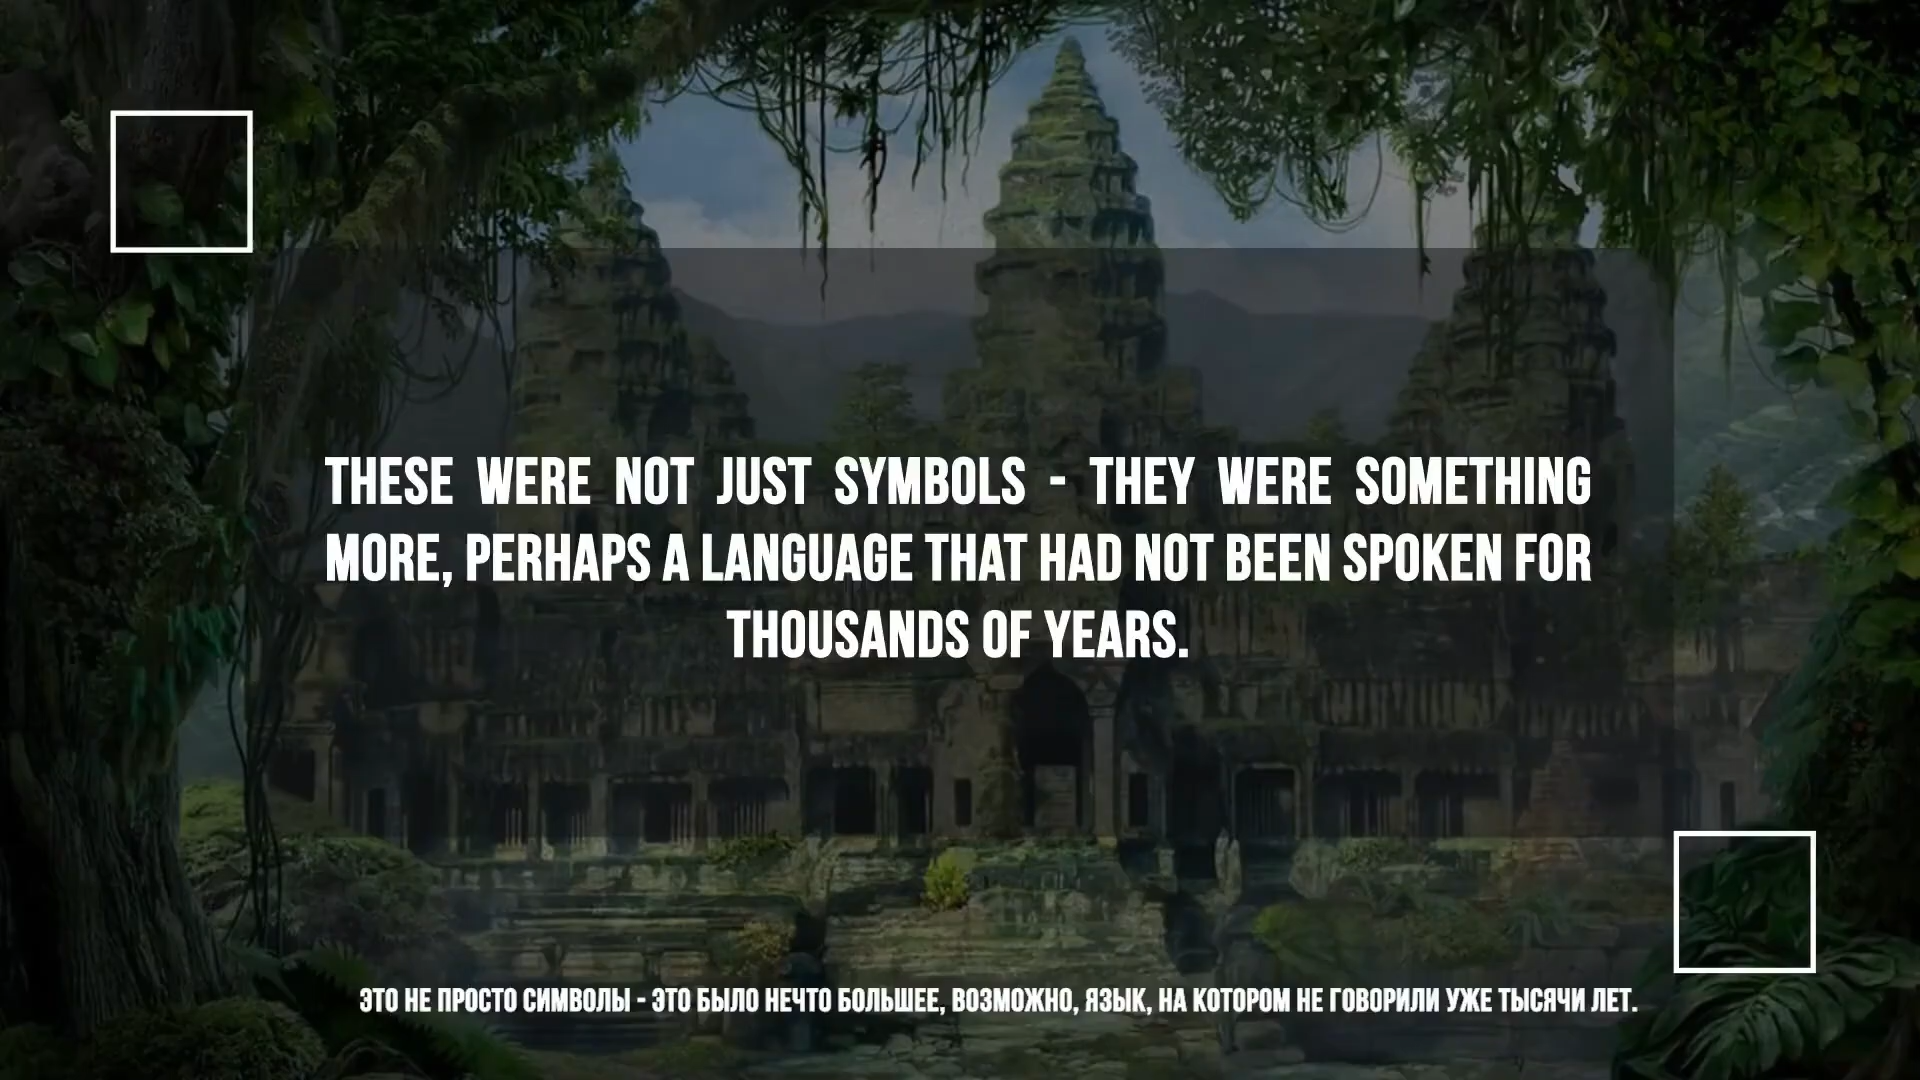 THESE WERE NOT JUST SYMBOLS - THEY WERE SOMETHING
MORE, PERHAPS A LANGUAGE THAT HAD NOT BEEN SPOKEN FOR
THOUSANDS OF YEARS.
ЭТО НЕ ПРОСТО СИМВОЛЫ - ЭТО БЫЛО НЕЧТО БОЛЬШЕЕ, ВОЗМОЖНО, ЯЗЫК, НА КОТОРОМ НЕ ГОВОРИЛИ УЖЕ ТЫСЯЧИ ЛЕТ.